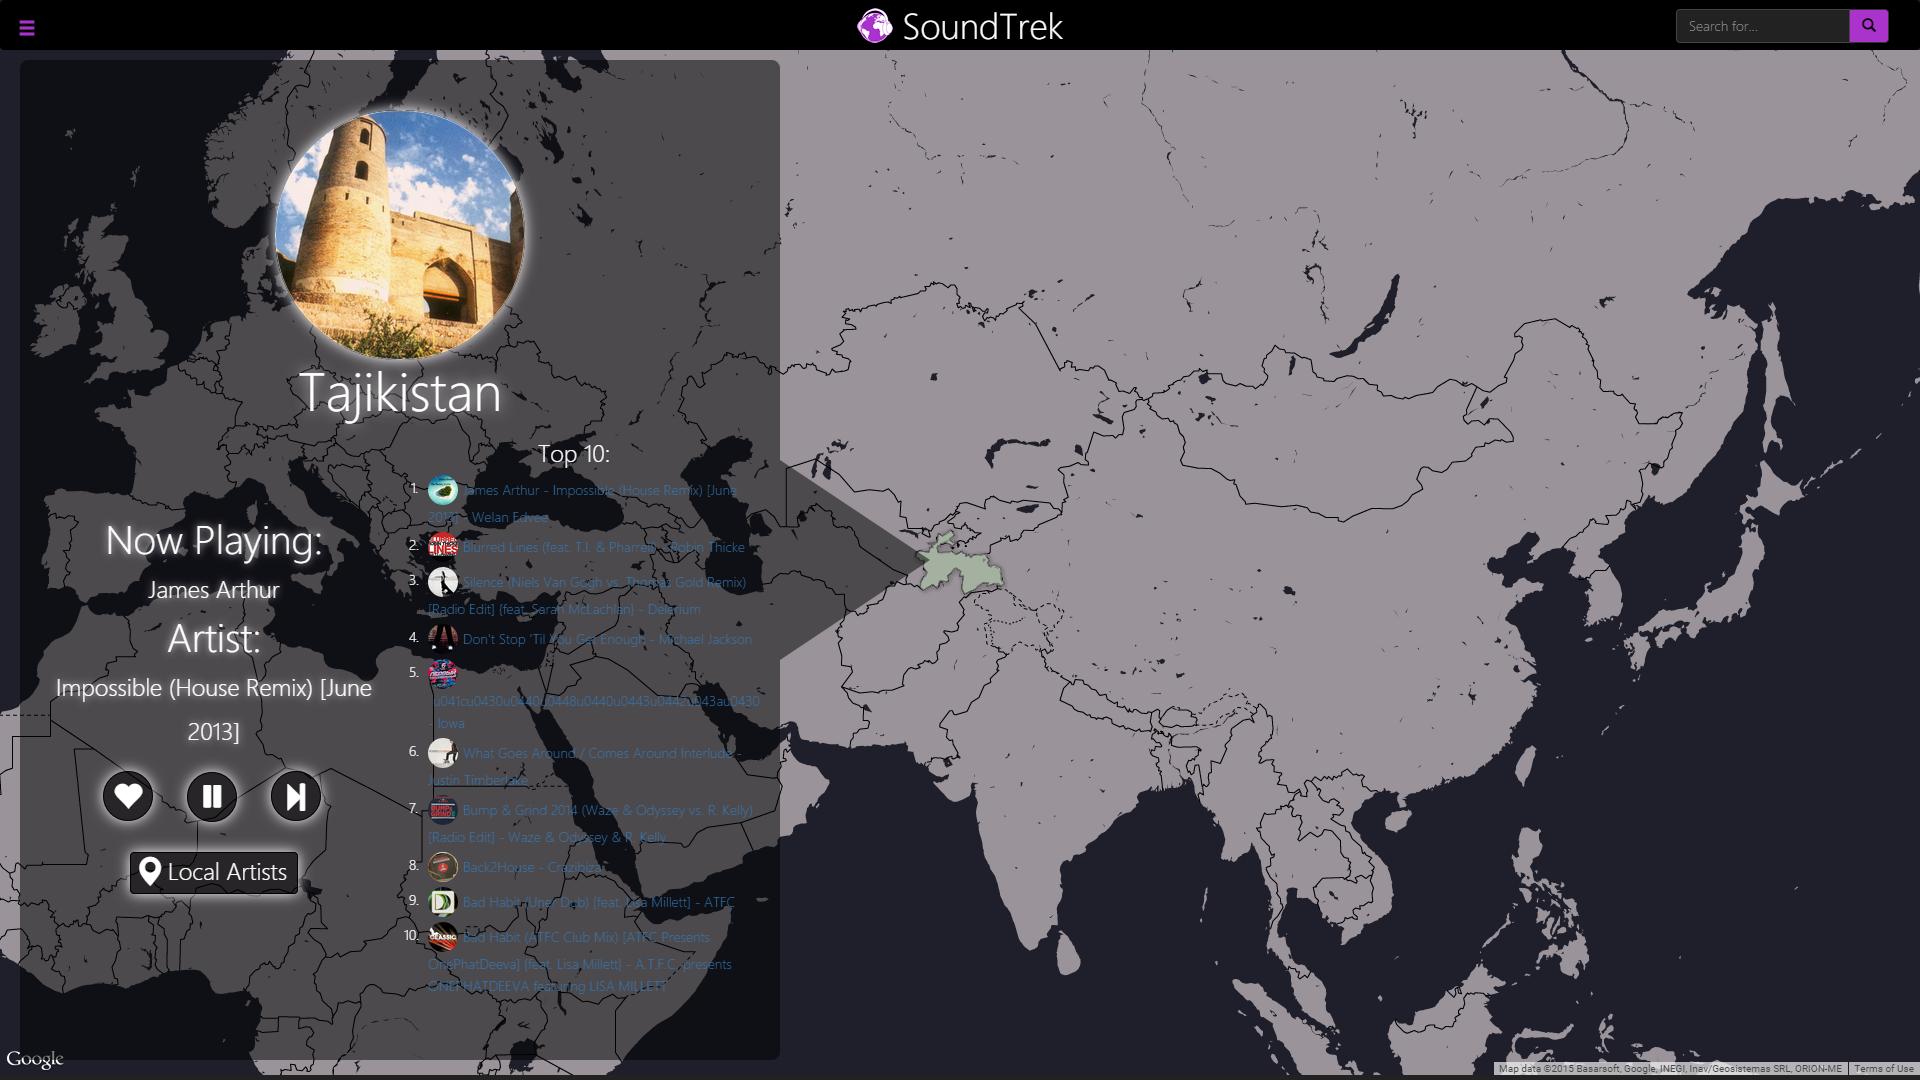 SoundTrek
Search for...
Tajikistan
Top 10:
1. James Arthur - Impossible (House Remix) [June
2013] - Welan Edvee
2. Blurred Lines (feat. T.I. & Pharrell) - Robin Thicke
3. Silence (Niels Van Gogh vs. Thomas Gold Remix)
[Radio Edit] {feat. Sarah McLachlan} - Delerium
4. Don't Stop 'Til You Get Enough - Michael Jackson
5.
u041cu0430u0440u0448u0440u0443u0442u043au0430
- Iowa
6. What Goes Around / Comes Around Interlude -
Justin Timberlake
7. Bump & Grind 2014 (Waze & Odyssey vs. R. Kelly)
[Radio Edit] - Waze & Odyssey & R. Kelly
8. Back2House - Crazibiza
9. Bad Habit (Uner Dub) [feat. Lisa Millett] - ATFC
10. Bad Habit (ATFC Club Mix) [ATFC Presents
OnePhatDeeva] {feat. Lisa Millett} - A.T.F.C. presents
ONEPHATDEEVA featuring LISA MILLETT
Now Playing:
James Arthur
Artist:
Impossible (House Remix) [June
2013]
Local Artists
Google
Map data ©2015 Basarsoft, Google, INEGI, Inav/Geosistemas SRL, ORION-ME
Terms of Use